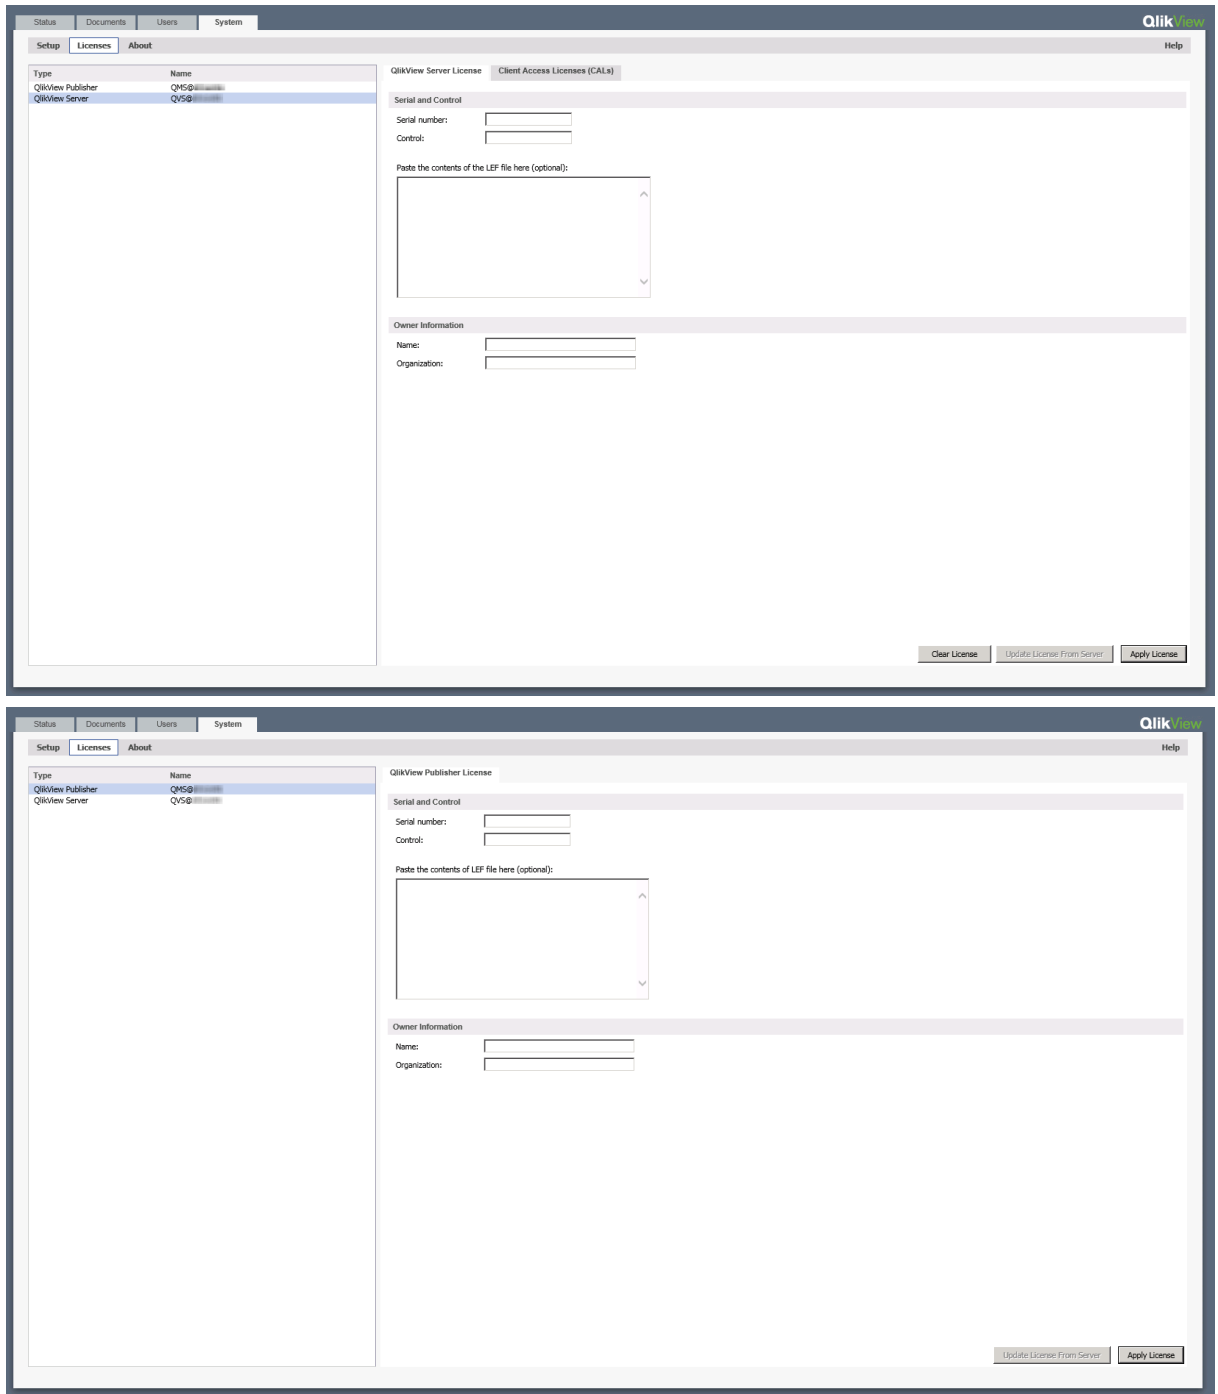 Status Documents Users System QlikView
Setup Licenses About Help
Type Name
QlikView Publisher QMS@
QlikView Server QVS@
QlikView Server License Client Access Licenses (CALs)
Serial and Control
Serial number:
Control:
Paste the contents of the LEF file here (optional):
Owner Information
Name:
Organization:
Clear License Update License From Server Apply License
Status Documents Users System QlikView
Setup Licenses About Help
Type Name
QlikView Publisher QMS@
QlikView Server QVS@
QlikView Publisher License
Serial and Control
Serial number:
Control:
Paste the contents of LEF file here (optional):
Owner Information
Name:
Organization:
Update License From Server Apply License